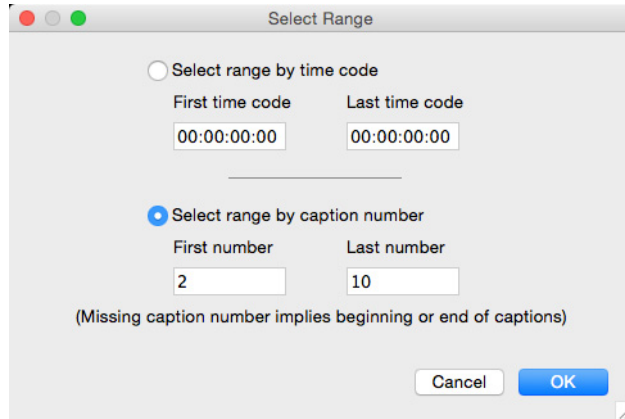 Select Range
Select range by time code
First time code Last time code
00:00:00:00 00:00:00:00
Select range by caption number
First number Last number
2 10
(Missing caption number implies beginning or end of captions)
Cancel OK